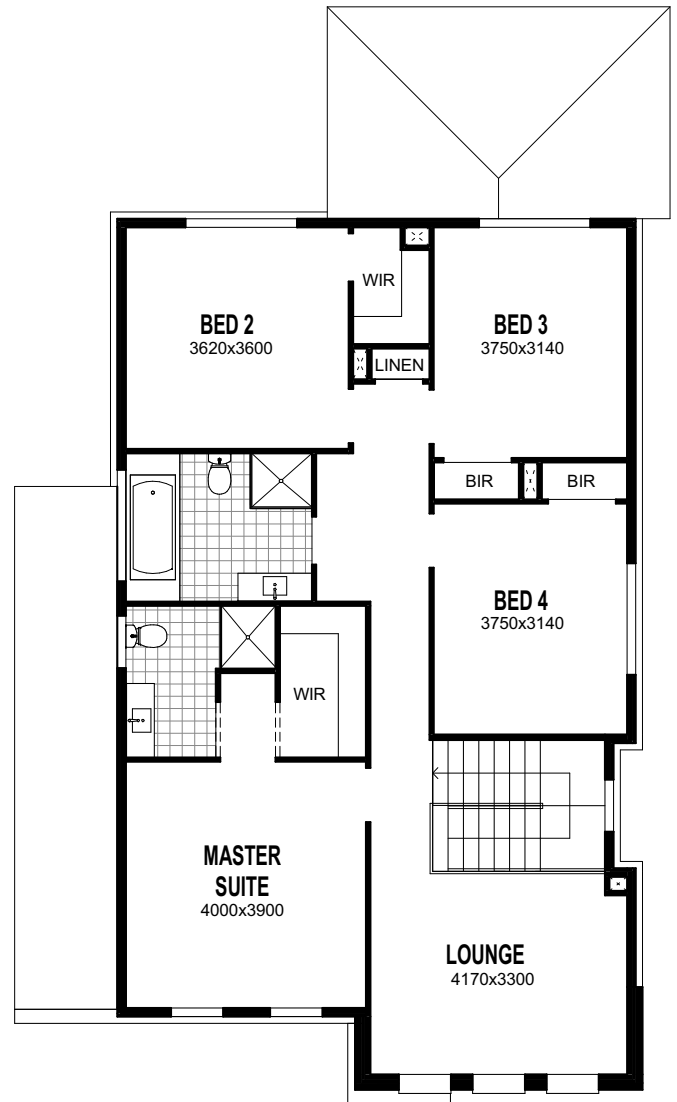 WIR
BED 2
3620x3600
BED 3
3750x3140
LINEN
BIR
BIR
BED 4
3750x3140
WIR
MASTER
SUITE
4000x3900
LOUNGE
4170x3300